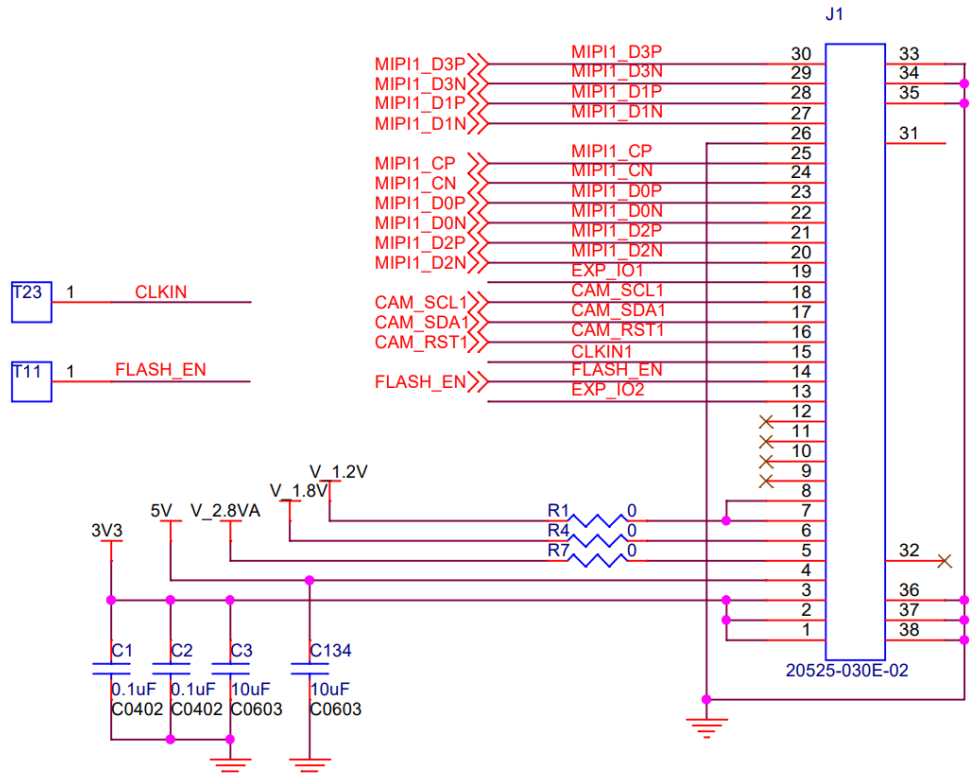 J1
MIPI1_D3P MIPI1_D3P 30 33
MIPI1_D3N MIPI1_D3N 29 34
MIPI1_D1P MIPI1_D1P 28 35
MIPI1_D1N MIPI1_D1N 27
26 31
MIPI1_CP MIPI1_CP 25
MIPI1_CN MIPI1_CN 24
MIPI1_D0P MIPI1_D0P 23
MIPI1_D0N MIPI1_D0N 22
MIPI1_D2P MIPI1_D2P 21
MIPI1_D2N MIPI1_D2N 20
EXP_IO1 19
T23 1 CLKIN
CAM_SCL1 CAM_SCL1 18
CAM_SDA1 CAM_SDA1 17
CAM_RST1 CAM_RST1 16
CLKIN1 15
T11 1 FLASH_EN
FLASH_EN FLASH_EN 14
EXP_IO2 13
12
11
10
9
V_1.2V
V_1.8V 8
5V V_2.8VA R1 0 7
3V3 R4 0 6
R7 0 5 32
4
3 36
2 37
1 38
C1 C2 C3 C134
20525-030E-02
0.1uF 0.1uF 10uF 10uF
C0402 C0402 C0603 C0603